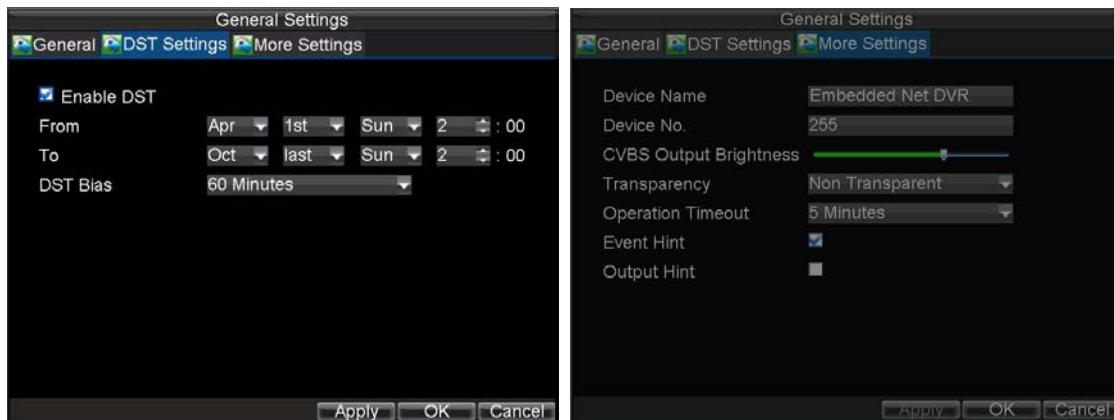 General Settings
General DST Settings More Settings
Enable DST
From Apr 1st Sun 2 : 00
To Oct last Sun 2 : 00
DST Bias 60 Minutes
Apply OK Cancel
General Settings
General DST Settings More Settings
Device Name Embedded Net DVR
Device No. 255
CVBS Output Brightness
Transparency Non Transparent
Operation Timeout 5 Minutes
Event Hint
Output Hint
Apply OK Cancel